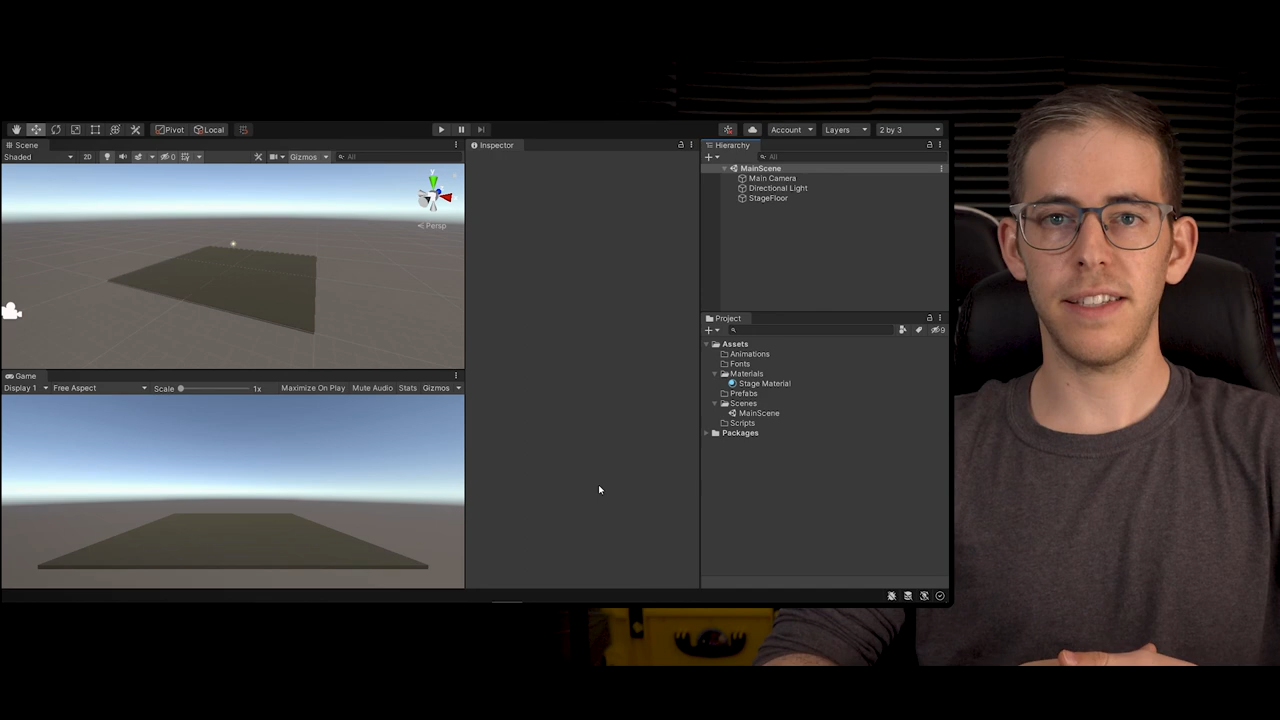 Pivot Local Account Layers 2 by 3
Scene
Shaded 2D 0 Gizmos All
y
Persp
Game
Display 1 Free Aspect Scale 1x Maximize On Play Mute Audio Stats Gizmos
Inspector
Hierarchy
All
MainScene
Main Camera
Directional Light
StageFloor
Project
9
Assets
Animations
Fonts
Materials
Stage Material
Prefabs
Scenes
MainScene
Scripts
Packages